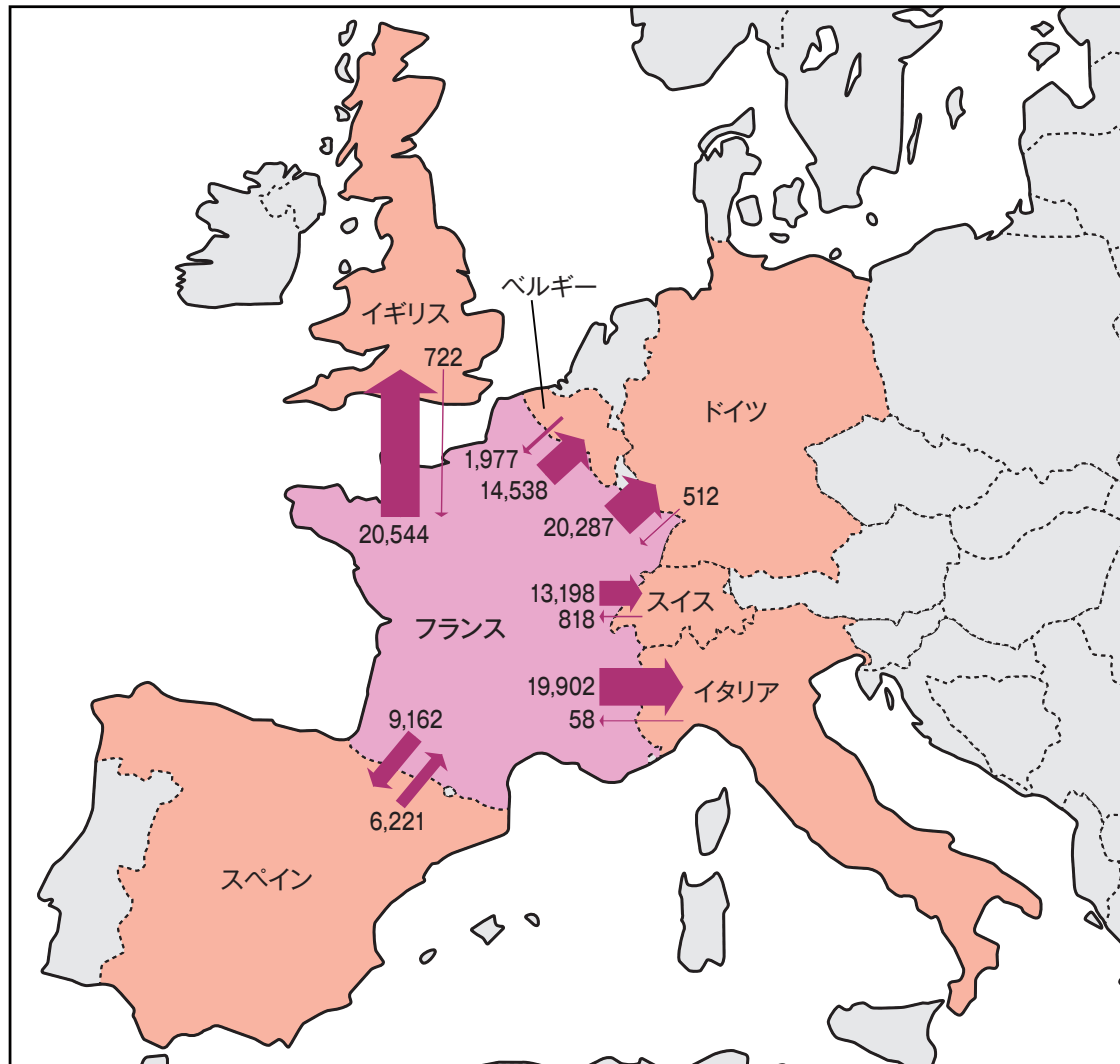 ベルギー
イギリス
722
ドイツ
1,977
14,538
512
20,287
20,544
13,198
スイス
818
フランス
19,902
イタリア
58
9,162
6,221
スペイン